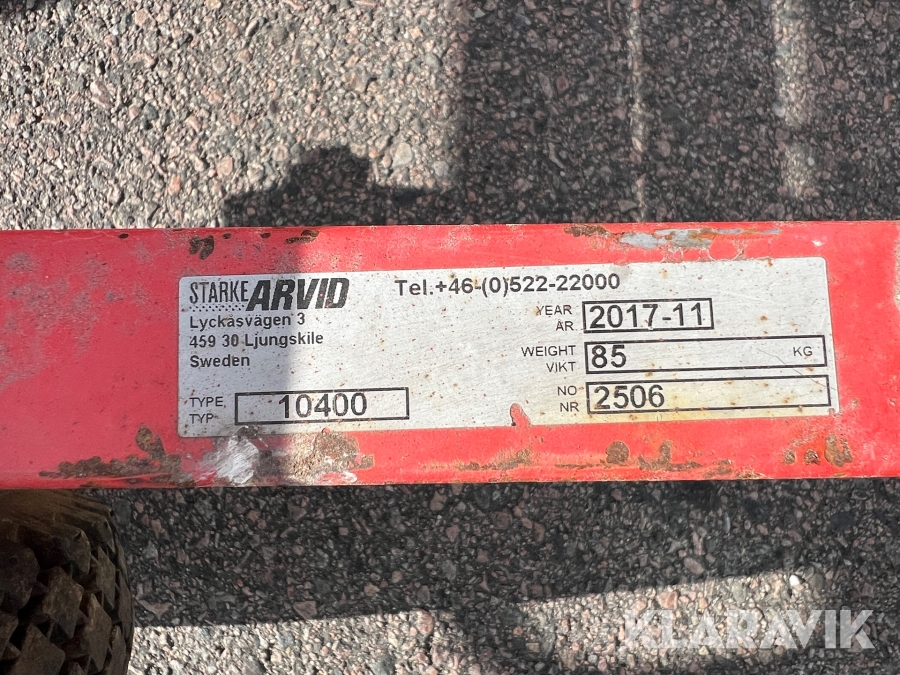 STARKE ARVID
Tel.+46-(0)522-22000
Lyckåsvägen 3
459 30 Ljungskile
Sweden
YEAR
ÅR
2017-11
WEIGHT
VIKT
85
KG
TYPE
TYP
10400
NO
NR
2506
KLARAVIK
KLARAVIK